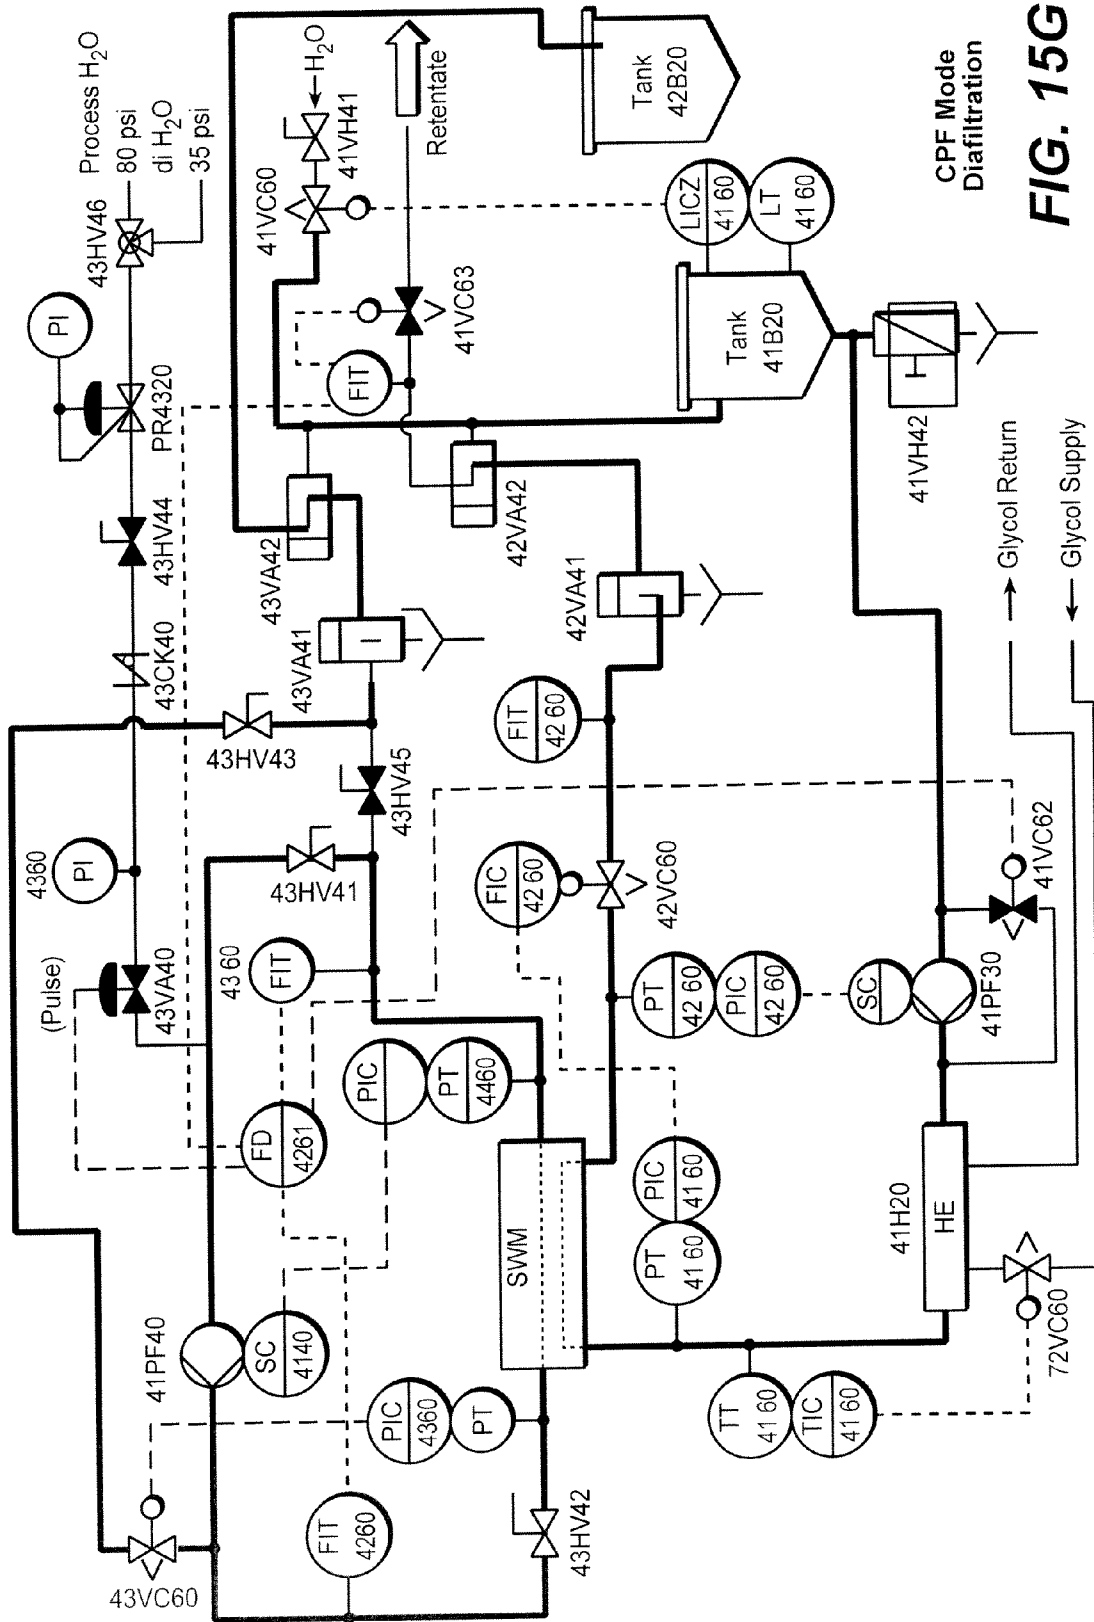 43VC60
41PF40
SC
4140
(Pulse)
43VA40
4360
PI
43CK40
43HV44
PR4320
PI
43HV46
Process H2O
80 psi
di H2O
35 psi
FIT
4260
PIC
4360
PT
43HV42
FD
4261
43 60
FIT
PIC
PT
4460
43HV41
43HV43
43HV45
43VA41
43VA42
41VC60
H2O
41VH41
FIT
41VC63
Retentate
42VA42
42VA41
SWM
FIC
42 60
42VC60
FIT
42 60
Tank
42B20
PT
41 60
PIC
41 60
PT
42 60
PIC
42 60
SC
41PF30
41VC62
LICZ
41 60
LT
41 60
Tank
41B20
41VH42
TT
41 60
TIC
41 60
72VC60
41H20
HE
Glycol Return
Glycol Supply
CPF Mode
Diafiltration
FIG. 15G